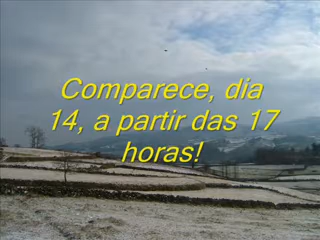 Comparece, dia
14, a partir das 17
horas!